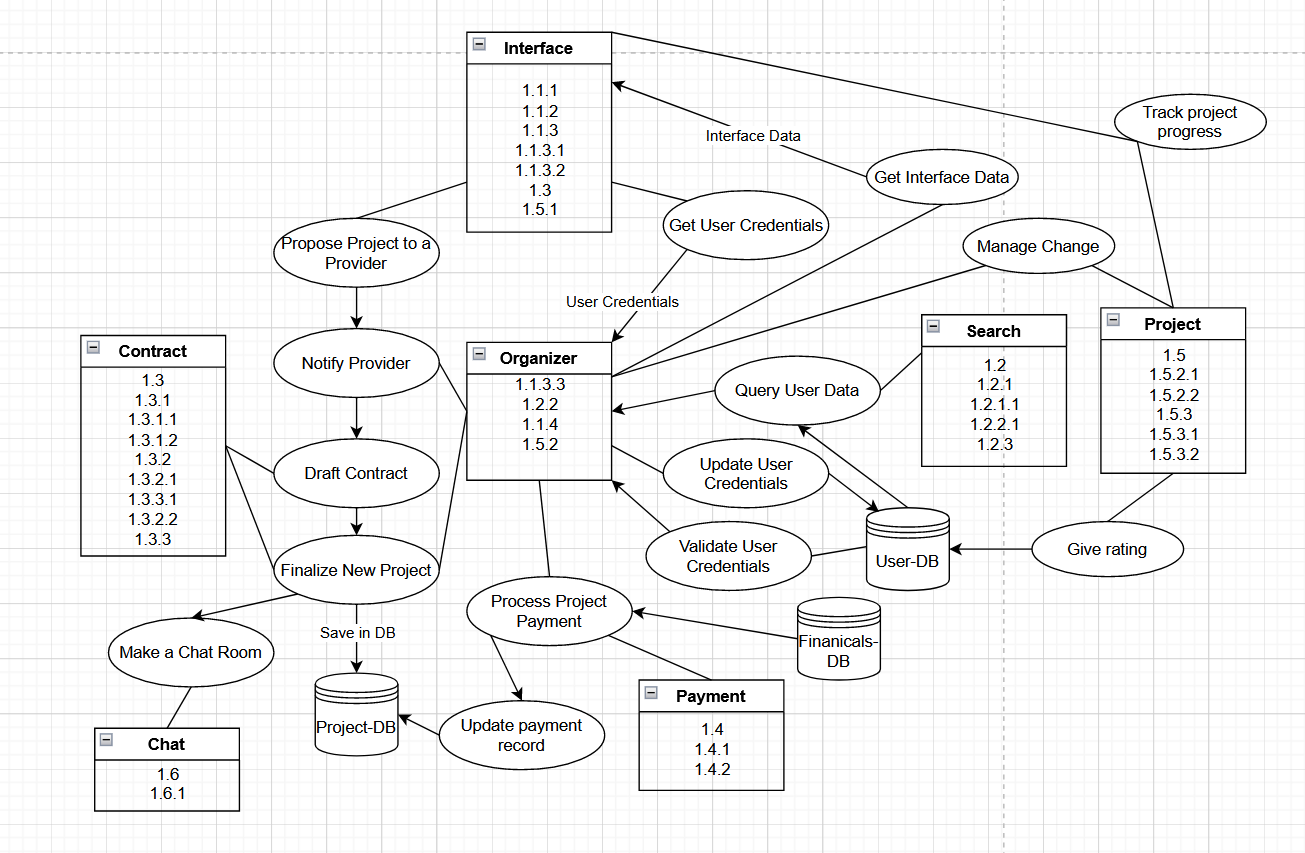 Interface
1.1.1
1.1.2
1.1.3
1.1.3.1
1.1.3.2
1.3
1.5.1
Track project
progress
Interface Data
Get Interface Data
Get User Credentials
Manage Change
Propose Project to a
Provider
User Credentials
Notify Provider
Contract
1.3
1.3.1
1.3.1.1
1.3.1.2
1.3.2
1.3.2.1
1.3.3.1
1.3.2.2
1.3.3
Organizer
1.1.3.3
1.2.2
1.1.4
1.5.2
Query User Data
Search
1.2
1.2.1
1.2.1.1
1.2.2.1
1.2.3
Project
1.5
1.5.2.1
1.5.2.2
1.5.3
1.5.3.1
1.5.3.2
Draft Contract
Update User
Credentials
Validate User
Credentials
User-DB
Give rating
Finalize New Project
Process Project
Payment
Finanicals-
DB
Save in DB
Make a Chat Room
Project-DB
Update payment
record
Payment
1.4
1.4.1
1.4.2
Chat
1.6
1.6.1